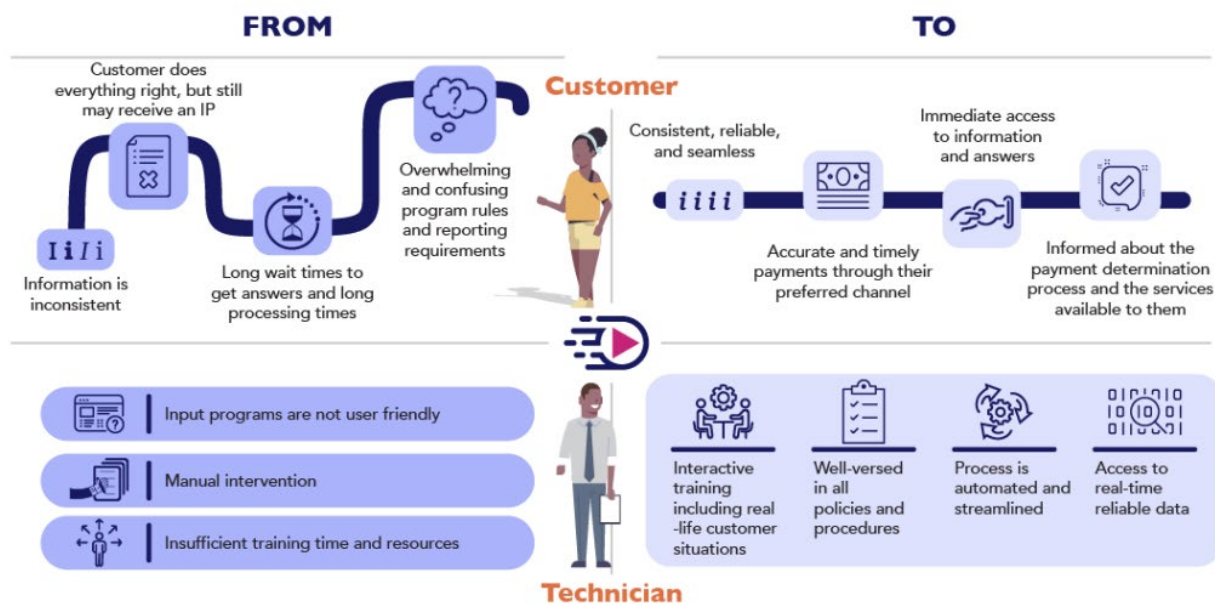 FROM
TO
Customer does
everything right, but still
may receive an IP
Customer
Overwhelming
and confusing
program rules
and reporting
requirements
IiIi
Information is
inconsistent
Long wait times to
get answers and long
processing times
Consistent, reliable,
and seamless
iiii
Accurate and timely
payments through their
preferred channel
Immediate access
to information
and answers
Informed about the
payment determination
process and the services
available to them
Input programs are not user friendly
Manual intervention
Insufficient training time and resources
Interactive
training
including real
-life customer
situations
Well-versed
in all
policies and
procedures
Process is
automated and
streamlined
Access to
real-time
reliable data
Technician